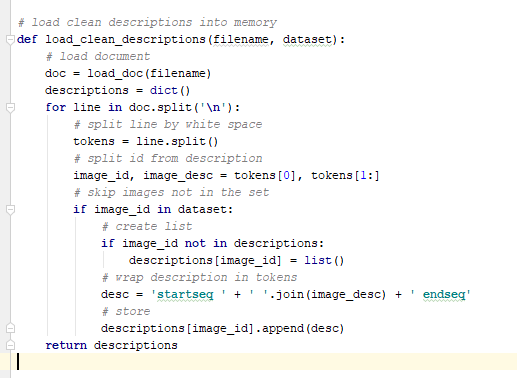 # load clean descriptions into memory
def load_clean_descriptions(filename, dataset):
    # load document
    doc = load_doc(filename)
    descriptions = dict()
    for line in doc.split('\n'):
        # split line by white space
        tokens = line.split()
        # split id from description
        image_id, image_desc = tokens[0], tokens[1:]
        # skip images not in the set
        if image_id in dataset:
            # create list
            if image_id not in descriptions:
                descriptions[image_id] = list()
            # wrap description in tokens
            desc = 'startseq ' + ' '.join(image_desc) + ' endseq'
            # store
            descriptions[image_id].append(desc)
    return descriptions